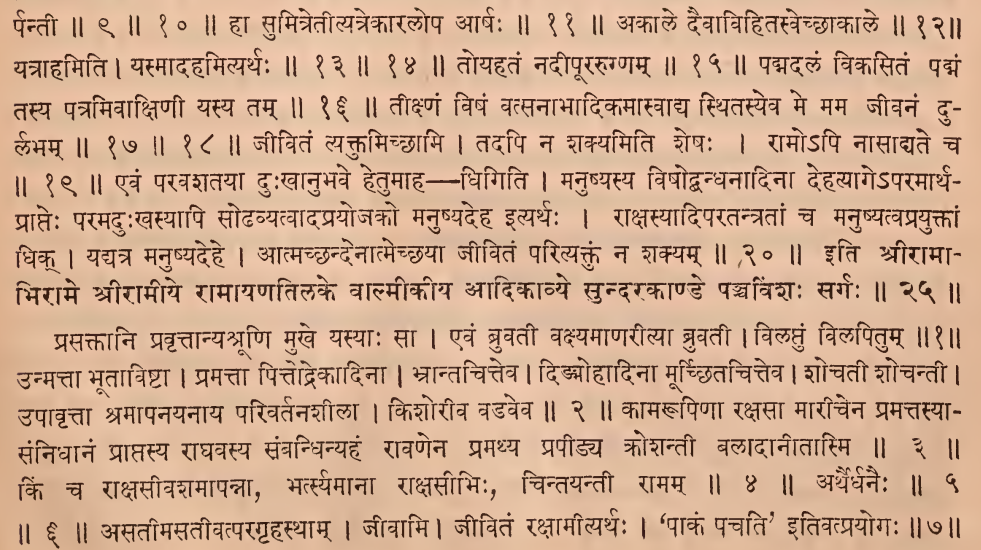 र्पन्ती ॥ ९ ॥ १० ॥ हा सुमित्रेतीत्यत्रेकारलोप आर्षः ॥ ११ ॥ अकाले दैवाविहितस्वेच्छाकाले ॥ १२॥
यत्राहमिति । यस्मादहमित्यर्थः ॥ १३ ॥ १४ ॥ तोयहतं नदीपूररुग्णम् ॥ १५ ॥ पद्मदलं विकसितं पद्मं
तस्य पत्रमिवाक्षिणी यस्य तम् ॥ १६ ॥ तीक्ष्णं विषं वत्सनाभादिकमास्वाद्य स्थितस्येव मे मम जीवनं दु-
र्लभम् ॥ १७ ॥ १८ ॥ जीवितं त्यक्तुमिच्छामि । तदपि न शक्यमिति शेषः । रामोऽपि नासाद्यते च
॥ १९ ॥ एवं परवशतया दुःखानुभवे हेतुमाह—धिगिति । मनुष्यस्य विषोद्बन्धनादिना देहत्यागेऽपरमार्थ-
प्राप्तेः परमदुःखस्यापि सोढव्यत्वादप्रयोजको मनुष्यदेह इत्यर्थः । राक्षस्यादिपरतन्त्रतां च मनुष्यत्वप्रयुक्तां
धिक् । यद्यत्र मनुष्यदेहे । आत्मच्छन्देनात्मेच्छया जीवितं परित्यक्तुं न शक्यम् ॥ २० ॥ इति श्रीरामा-
भिरामे श्रीरामीये रामायणतिलके वाल्मीकीय आदिकाव्ये सुन्दरकाण्डे पञ्चविंशः सर्गः ॥ २५ ॥
प्रसक्तानि प्रवृत्तान्यश्रूणि मुखे यस्याः सा । एवं ब्रुवती वक्ष्यमाणरीत्या ब्रुवती । विलप्तुं विलपितुम् ॥१॥
उन्मत्ता भूताविष्टा । प्रमत्ता पित्तोद्रेकादिना । भ्रान्तचित्तेव । दिङ्मोहादिना मूर्च्छितचित्तेव । शोचती शोचन्ती ।
उपावृत्ता श्रमापनयनाय परिवर्तनशीला । किशोरीव वडवेव ॥ २ ॥ कामरूपिणा रक्षसा मारीचेन प्रमत्तस्या-
संनिधानं प्राप्तस्य राघवस्य संबन्धिन्यहं रावणेन प्रमथ्य प्रपीड्य क्रोशन्ती बलादानीतास्मि ॥ ३ ॥
किं च राक्षसीवशमापन्ना, भर्त्स्यमाना राक्षसीभिः, चिन्तयन्ती रामम् ॥ ४ ॥ अर्थैर्धनैः ॥ ५
॥ ६ ॥ असतीमसतीवत्परगृहस्थाम् । जीवामि । जीवितं रक्षामीत्यर्थः । ‘पाकं पचति’ इतिवत्प्रयोगः ॥७॥